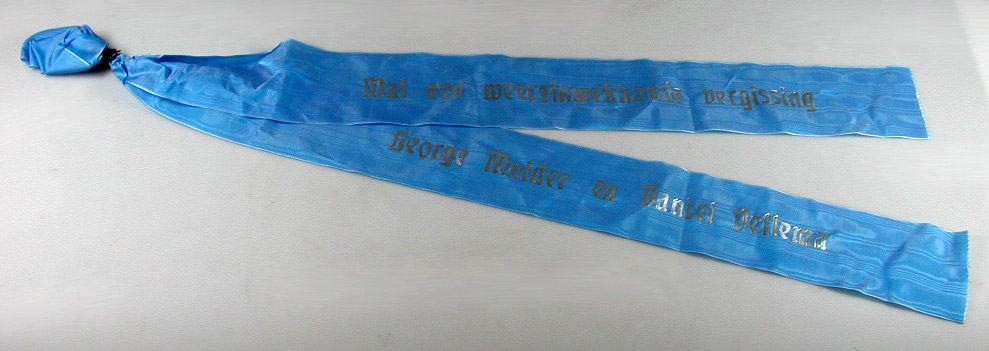 Wat een weerzinwekkende vergissing
George Mulder en Daniel Vellema